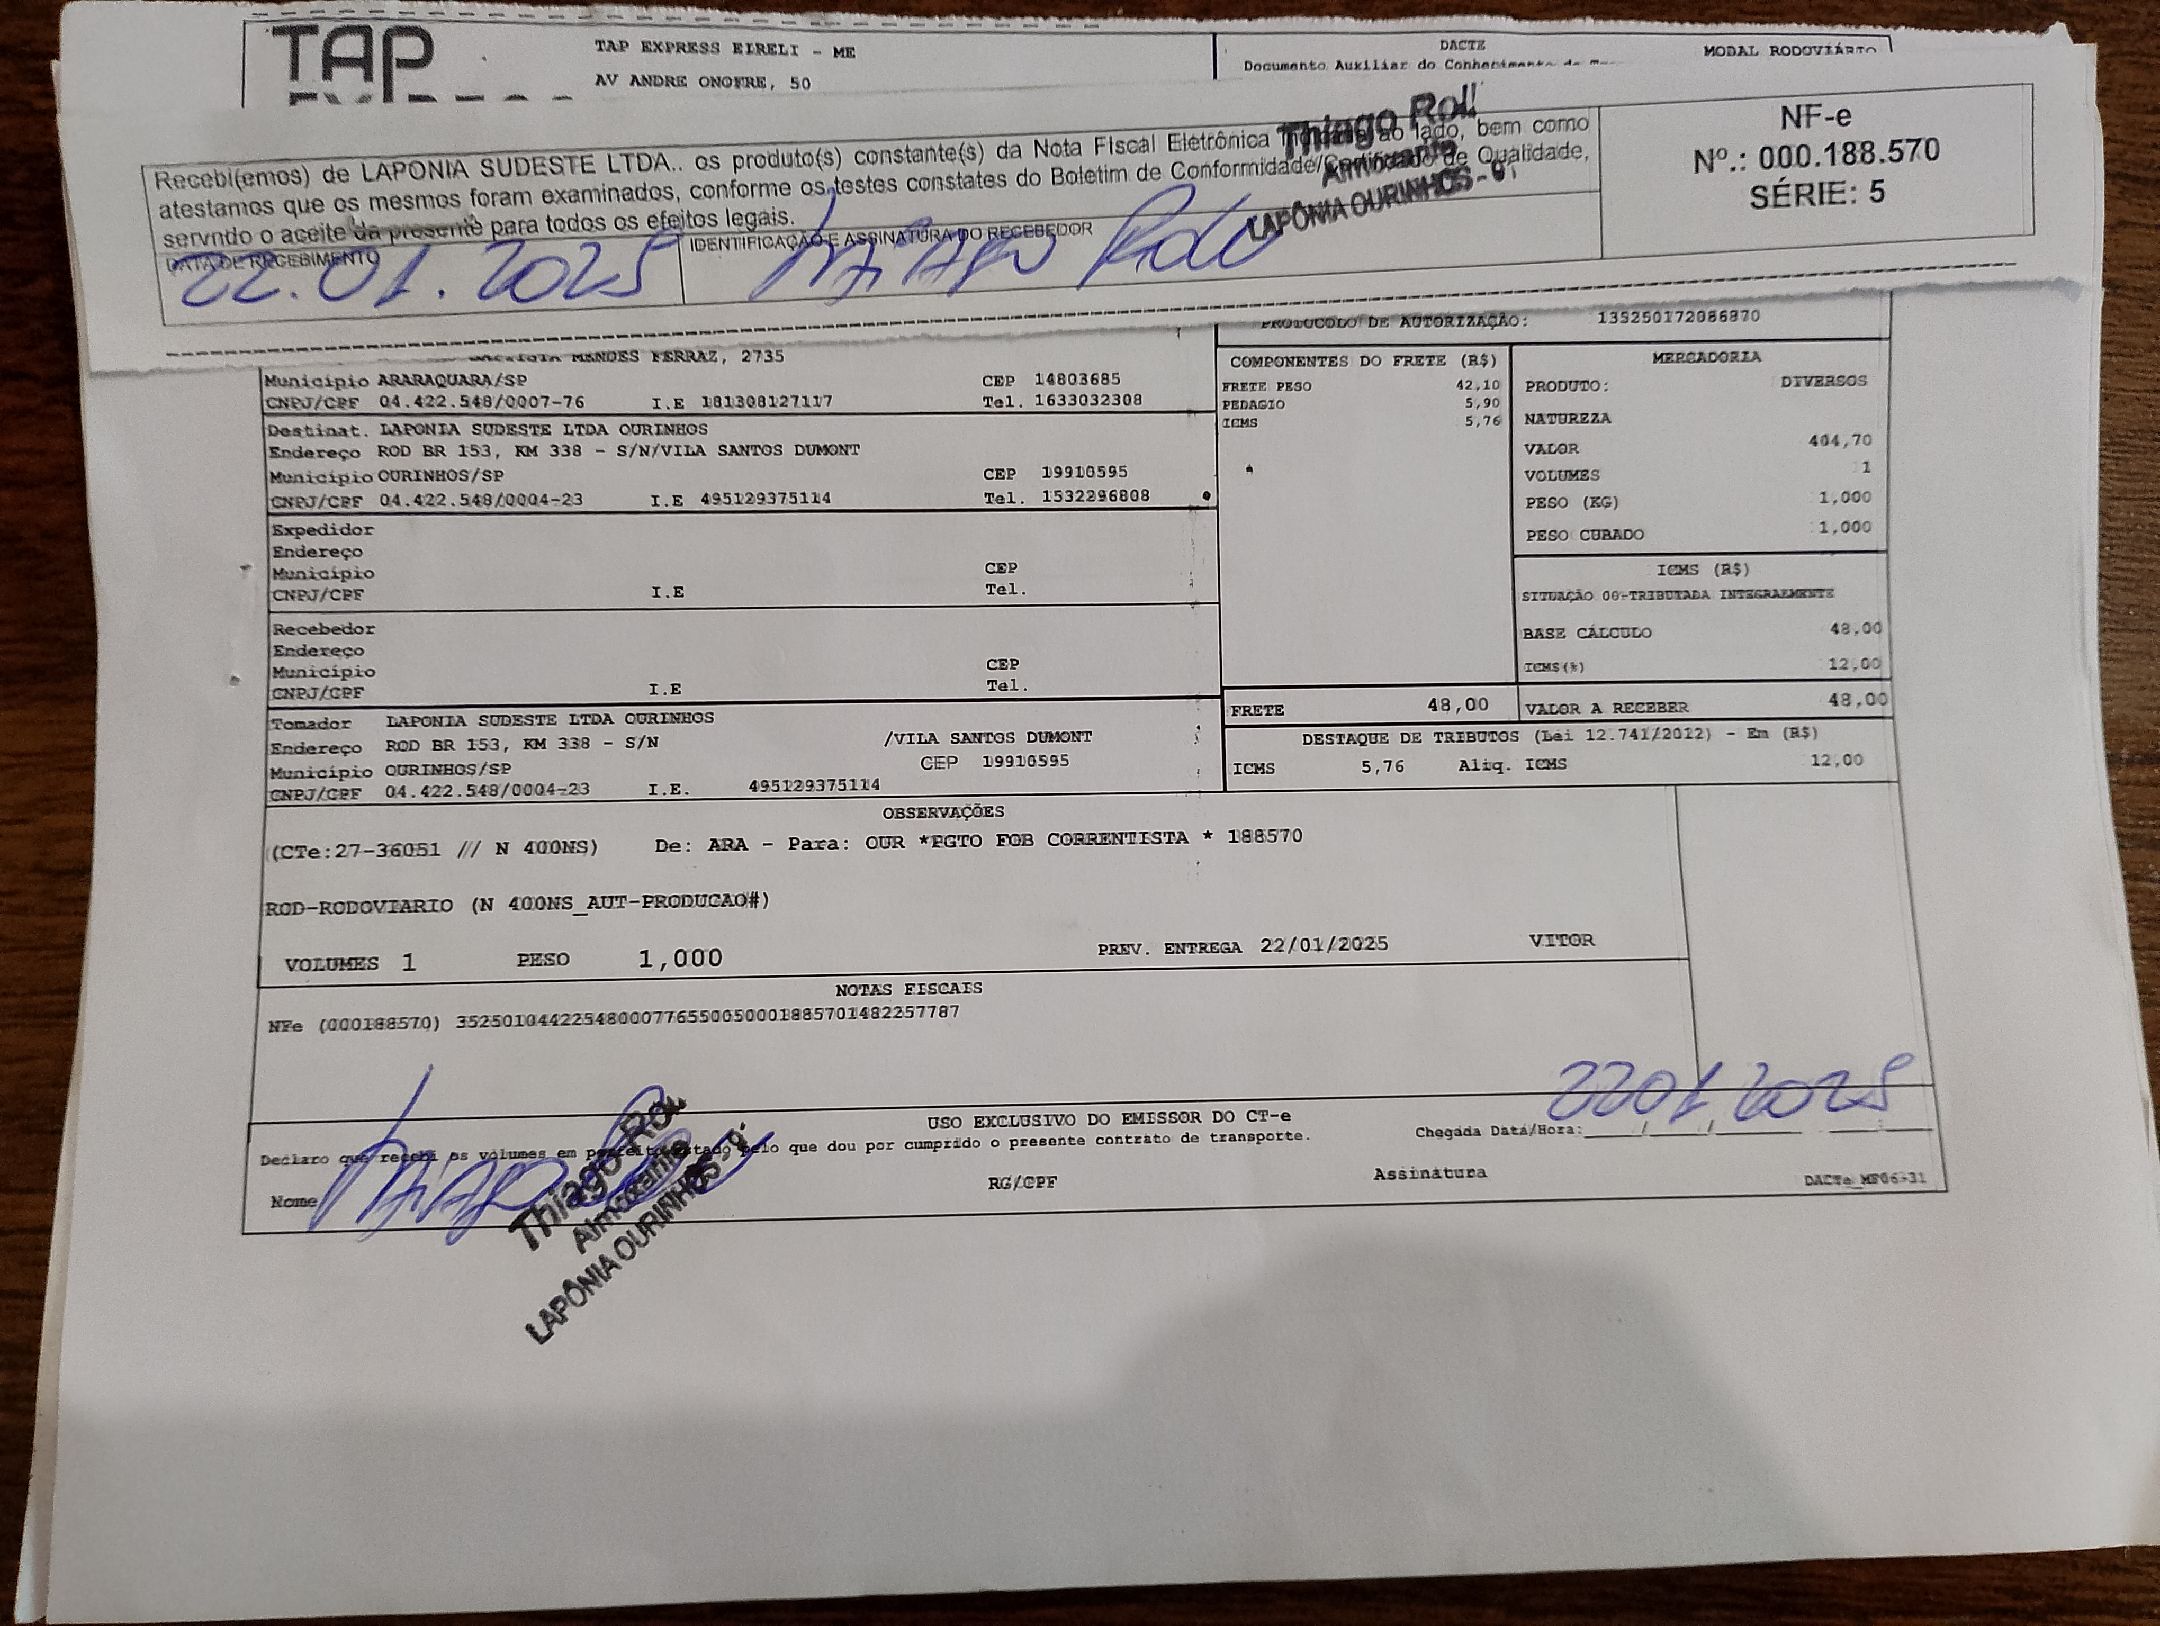 TAP
TAP EXPRESS EIRELI - ME
AV ANDRE ONOFRE, 50
DACTE
Documento Auxiliar do Conhecimento de
MODAL RODOVIÁRIO
Recebi(emos) de LAPONIA SUDESTE LTDA.. os produto(s) constante(s) da Nota Fiscal Eletrônica ao lado, bem como
atestamos que os mesmos foram examinados, conforme os testes constates do Boletim de Conformidade/Certificado de Qualidade,
servndo o aceite da presente para todos os efeitos legais.
DATA DE RECEBIMENTO
22.01.2025
IDENTIFICAÇÃO E ASSINATURA DO RECEBEDOR
Thiago Roll
Almoxarife
LAPÔNIA OURINHOS -
NF-e
Nº.: 000.188.570
SÉRIE: 5
PROTOCOLO DE AUTORIZAÇÃO: 135250172086870
MANDES FERRAZ, 2735
Município ARARAQUARA/SP CEP 14803685
CNPJ/CPF 04.422.548/0007-76 I.E 181308127117 Tel. 1633032308
Destinat. LAPONIA SUDESTE LTDA OURINHOS
Endereço ROD BR 153, KM 338 - S/N/VILA SANTOS DUMONT
Município OURINHOS/SP CEP 19910595
CNPJ/CPF 04.422.548/0004-23 I.E 495129375114 Tel. 1532296808
Expedidor
Endereço
Município CEP
CNPJ/CPF I.E Tel.
Recebedor
Endereço
Município CEP
CNPJ/CPF I.E Tel.
Tomador LAPONIA SUDESTE LTDA OURINHOS
Endereço ROD BR 153, KM 338 - S/N /VILA SANTOS DUMONT
Município OURINHOS/SP CEP 19910595
CNPJ/CPF 04.422.548/0004-23 I.E. 495129375114
COMPONENTES DO FRETE (R$)
FRETE PESO 42,10
PEDAGIO 5,90
ICMS 5,76
FRETE 48,00
MERCADORIA
PRODUTO: DIVERSOS
NATUREZA
VALOR 404,70
VOLUMES 1
PESO (KG) 1,000
PESO CUBADO 1,000
ICMS (R$)
SITUAÇÃO 00-TRIBUTADA INTEGRALMENTE
BASE CÁLCULO 48,00
ICMS(%) 12,00
VALOR A RECEBER 48,00
DESTAQUE DE TRIBUTOS (Lei 12.741/2012) - Em (R$)
ICMS 5,76 Aliq. ICMS 12,00
OBSERVAÇÕES
(CTe:27-36051 /// N 400NS) De: ARA - Para: OUR *PGTO FOB CORRENTISTA * 188570
ROD-RODOVIARIO (N 400NS_AUT-PRODUCAO#)
VOLUMES 1 PESO 1,000 PREV. ENTREGA 22/01/2025 VITOR
NOTAS FISCAIS
NFe (000188570) 35250104422548000776550050001885701482257787
USO EXCLUSIVO DO EMISSOR DO CT-e
Declaro que recebi os volumes em perfeito estado pelo que dou por cumprido o presente contrato de transporte.
Chegada Data/Hora: 22 01 2025
Nome RG/CPF Assinatura DACTe_MF06-31
Thiago Rol
Almoxarife
LAPÔNIA OURINHOS -